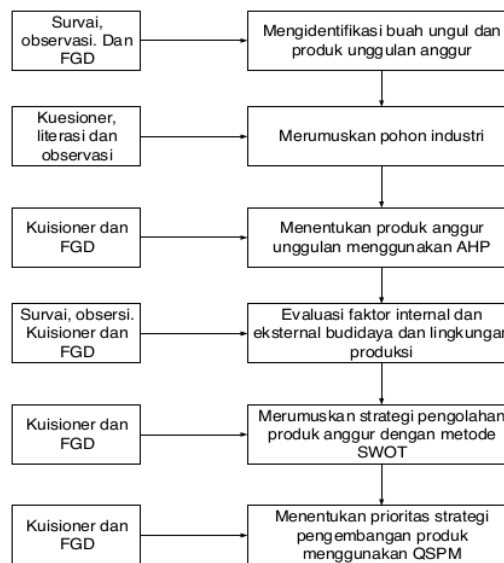 Survai,
observasi. Dan
FGD
Mengidentifikasi buah ungul dan
produk unggulan anggur
Kuesioner,
literasi dan
observasi
Merumuskan pohon industri
Kuisioner dan
FGD
Menentukan produk anggur
unggulan menggunakan AHP
Survai, obsersi.
Kuisioner dan
FGD
Evaluasi faktor internal dan
eksternal budidaya dan lingkungan
produksi
Kuisioner dan
FGD
Merumuskan strategi pengolahan
produk anggur dengan metode
SWOT
Kuisioner dan
FGD
Menentukan prioritas strategi
pengembangan produk
menggunakan QSPM